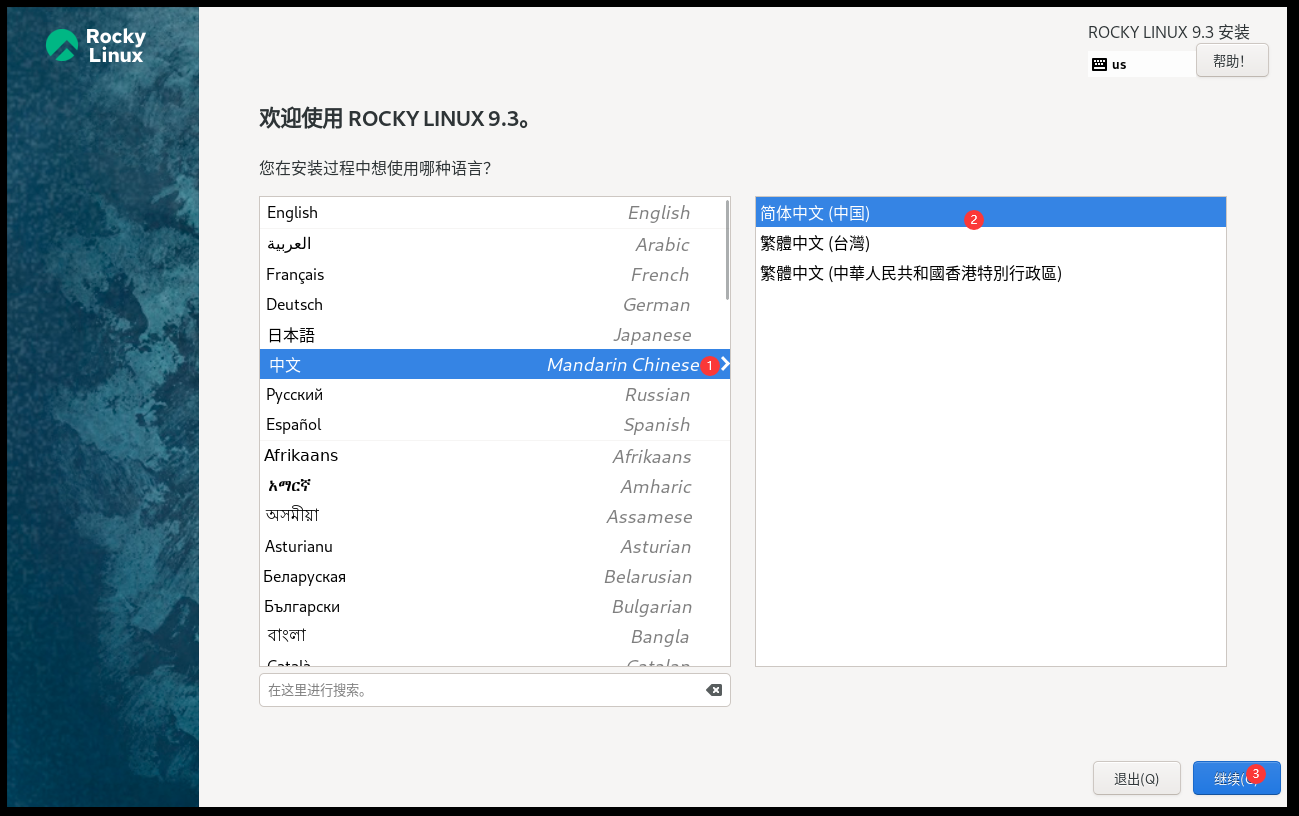 Rocky
Linux
ROCKY LINUX 9.3 安装
us
帮助!
欢迎使用 ROCKY LINUX 9.3。
您在安装过程中想使用哪种语言?
English English
العربية Arabic
Français French
Deutsch German
日本語 Japanese
中文 Mandarin Chinese 1
Русский Russian
Español Spanish
Afrikaans Afrikaans
አማርኛ Amharic
অসমীয়া Assamese
Asturianu Asturian
Беларуская Belarusian
Български Bulgarian
বাংলা Bangla
Català Catalan
简体中文 (中国) 2
繁體中文 (台灣)
繁體中文 (中華人民共和國香港特別行政區)
在这里进行搜索。
退出(Q)
继续(C) 3